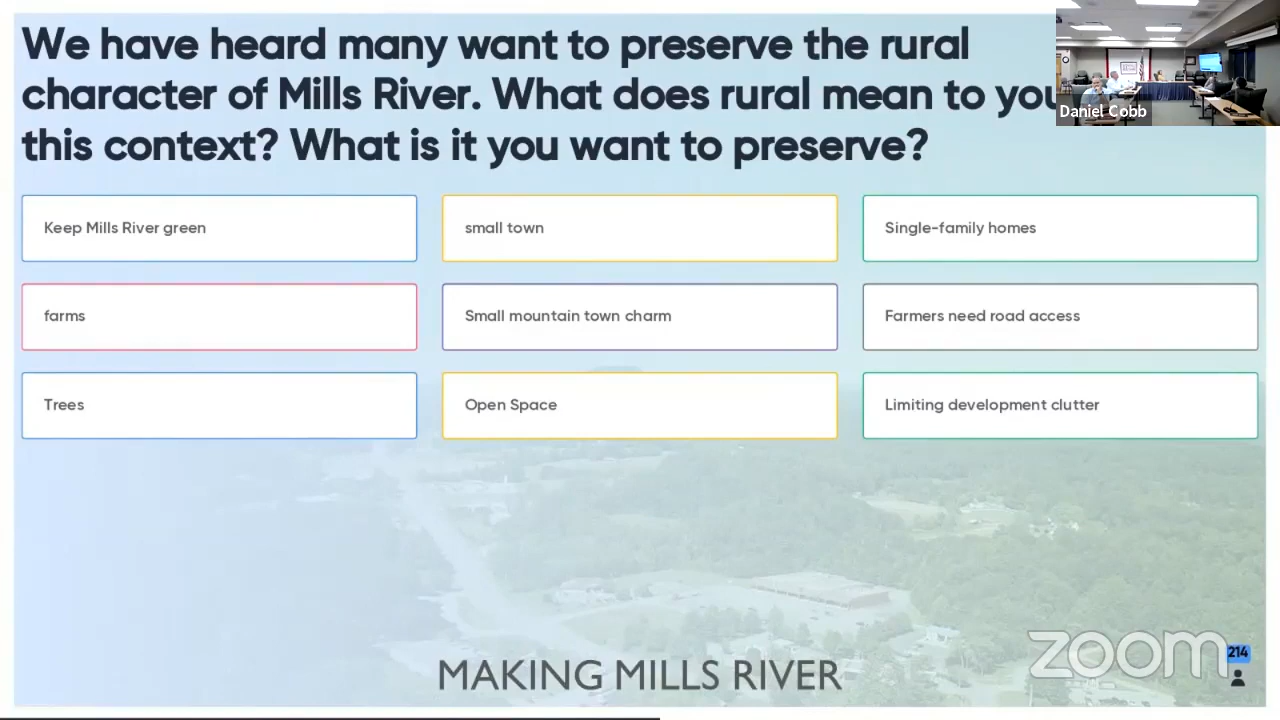 We have heard many want to preserve the rural
character of Mills River. What does rural mean to you
this context? What is it you want to preserve?
Daniel Cobb
Keep Mills River green
small town
Single-family homes
farms
Small mountain town charm
Farmers need road access
Trees
Open Space
Limiting development clutter
MAKING MILLS RIVER
zoom
214